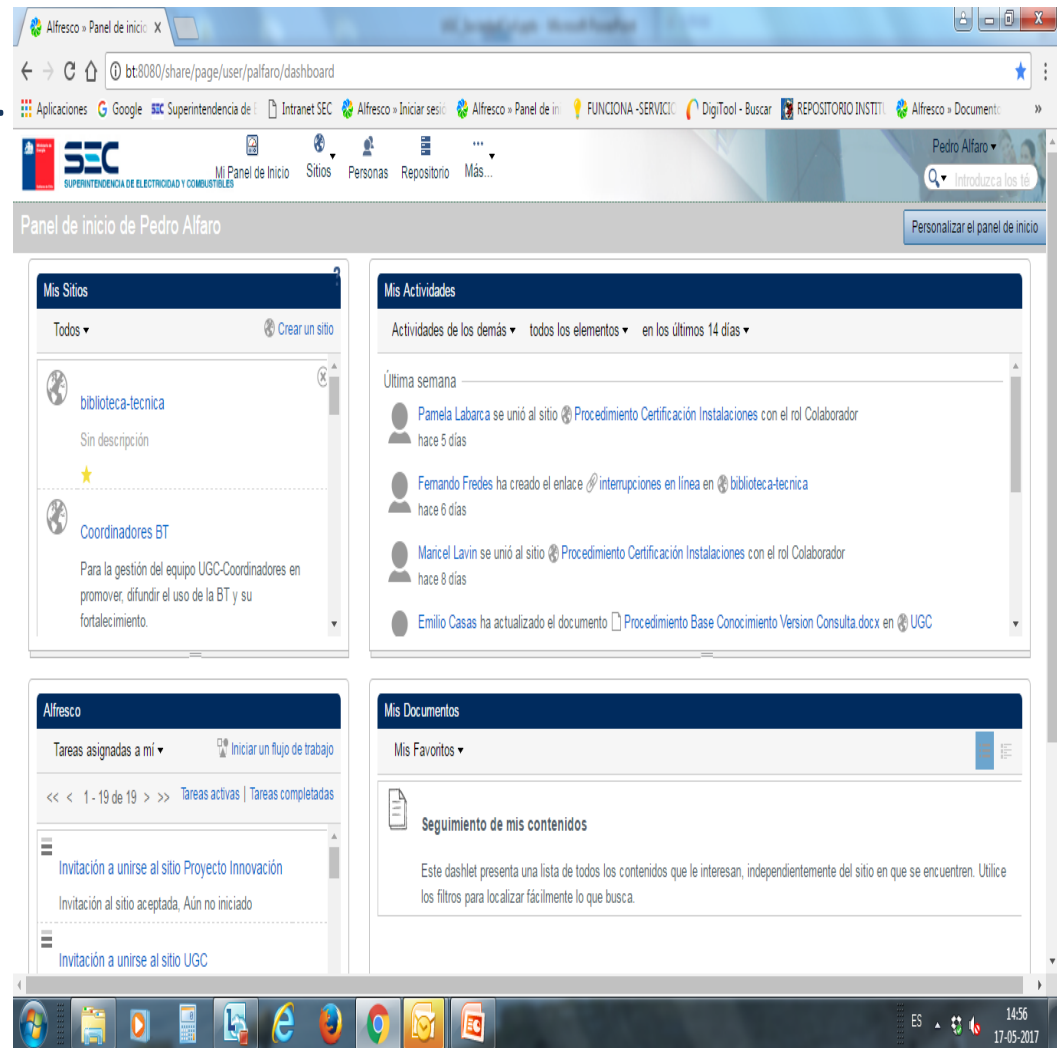 Alfresco » Panel de inicio
bt:8080/share/page/user/palfaro/dashboard
Aplicaciones Google SEC Superintendencia de Intranet SEC Alfresco » Iniciar sesió Alfresco » Panel de in FUNCIONA -SERVICIO DigiTool - Buscar REPOSITORIO INSTIT Alfresco » Documento »
SEC
SUPERINTENDENCIA DE ELECTRICIDAD Y COMBUSTIBLES
Mi Panel de Inicio Sitios Personas Repositorio Más...
Pedro Alfaro
Introduzca los té
Panel de inicio de Pedro Alfaro
Personalizar el panel de inicio
Mis Sitios
Todos
Crear un sitio
biblioteca-tecnica
Sin descripción
Coordinadores BT
Para la gestión del equipo UGC-Coordinadores en
promover, difundir el uso de la BT y su
fortalecimiento.
Mis Actividades
Actividades de los demás todos los elementos en los últimos 14 días
Última semana
Pamela Labarca se unió al sitio Procedimiento Certificación Instalaciones con el rol Colaborador
hace 5 días
Fernando Fredes ha creado el enlace interrupciones en línea en biblioteca-tecnica
hace 6 días
Maricel Lavin se unió al sitio Procedimiento Certificación Instalaciones con el rol Colaborador
hace 8 días
Emilio Casas ha actualizado el documento Procedimiento Base Conocimiento Version Consulta.docx en UGC
Alfresco
Tareas asignadas a mí
Iniciar un flujo de trabajo
<< < 1 - 19 de 19 > >> Tareas activas | Tareas completadas
Invitación a unirse al sitio Proyecto Innovación
Invitación al sitio aceptada, Aún no iniciado
Invitación a unirse al sitio UGC
Mis Documentos
Mis Favoritos
Seguimiento de mis contenidos
Este dashlet presenta una lista de todos los contenidos que le interesan, independientemente del sitio en que se encuentren. Utilice
los filtros para localizar fácilmente lo que busca.
ES
14:56
17-05-2017